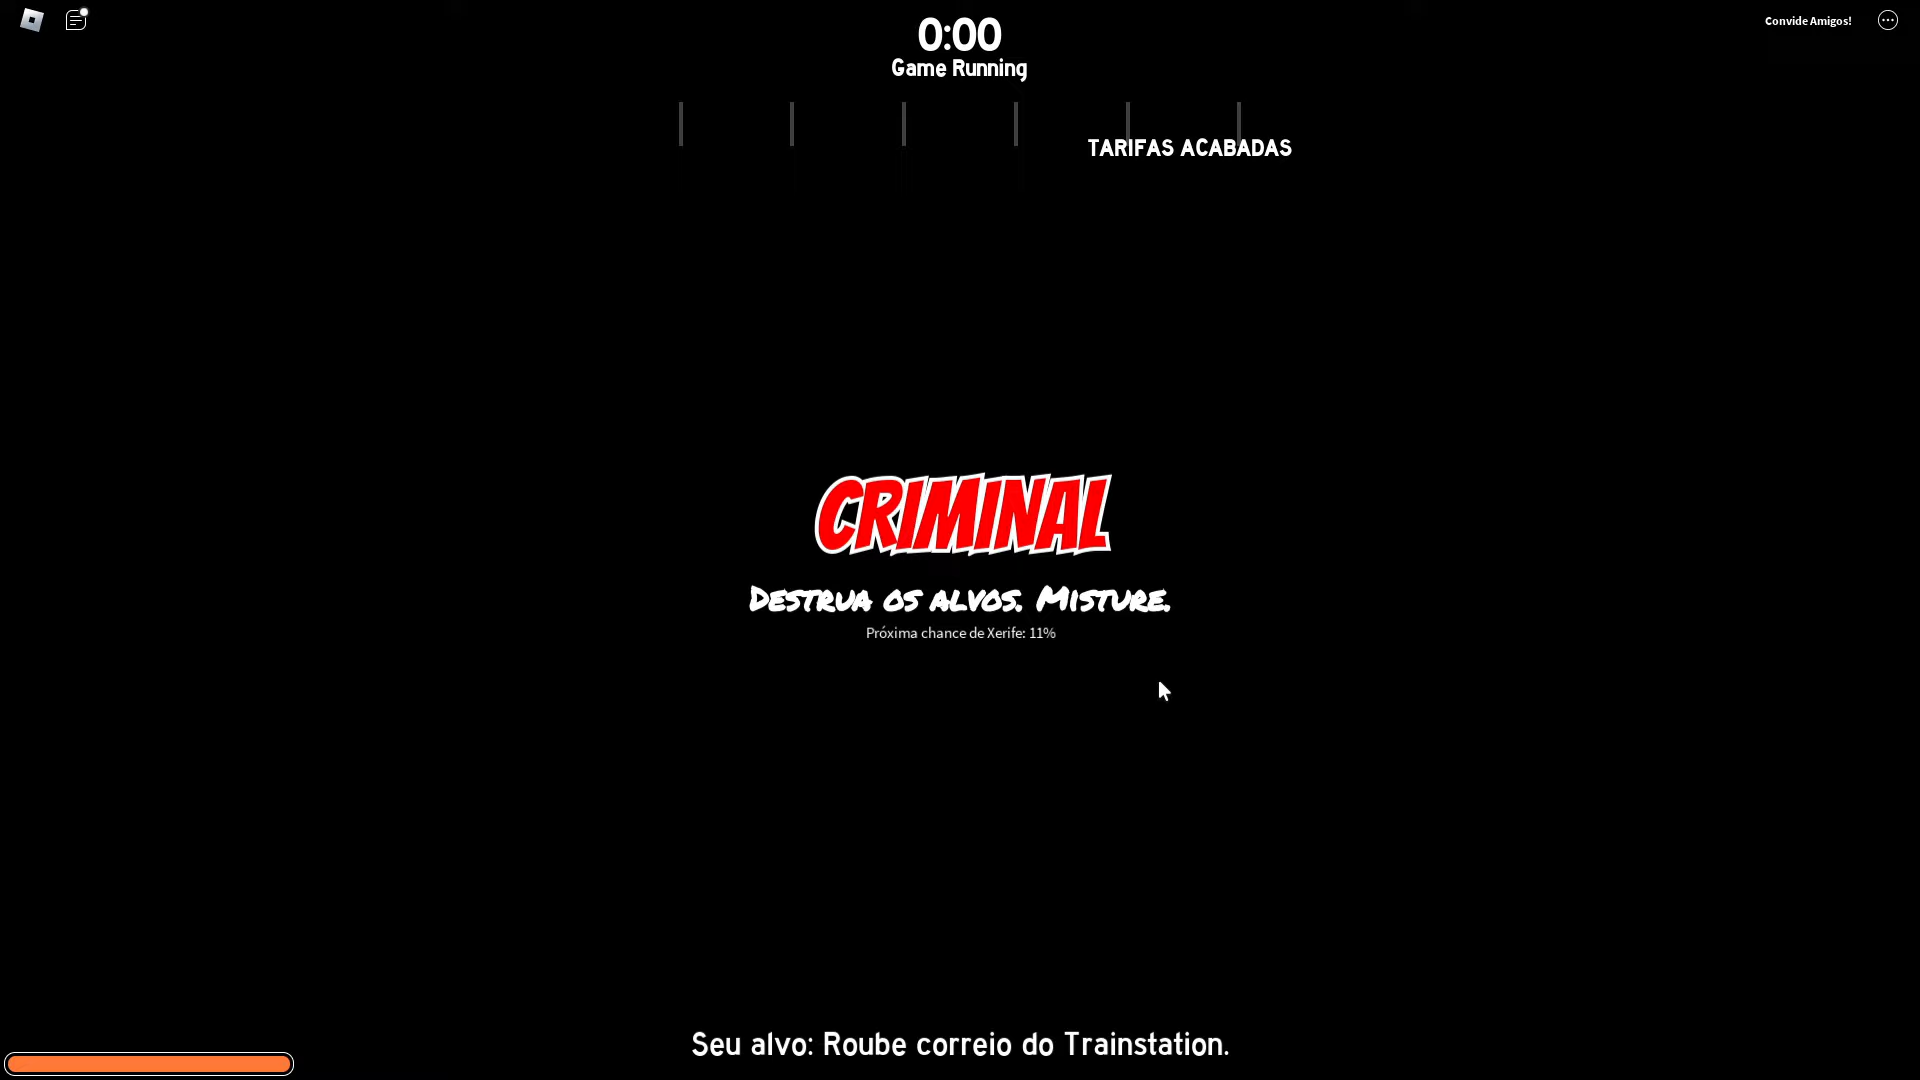 Convide Amigos!
0:00
Game Running
TARIFAS ACABADAS
CRIMINAL
Destrua os alvos. Misture.
Próxima chance de Xerife: 11%
Seu alvo: Roube correio do Trainstation.